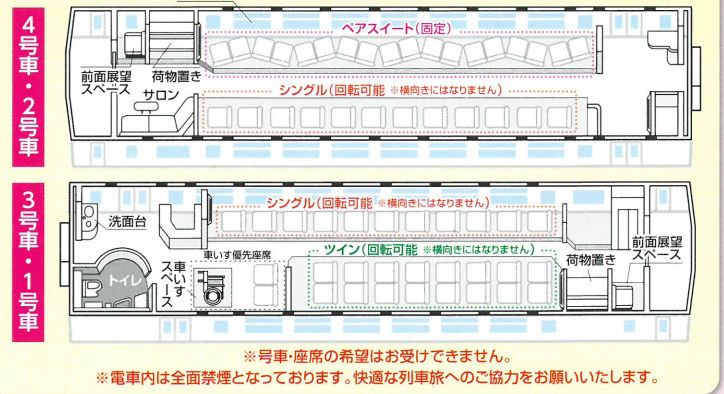 4号車・2号車
ペアスイート(固定)
前面展望
スペース
荷物置き
サロン
シングル(回転可能 ※横向きにはなりません)
3号車・1号車
シングル(回転可能 ※横向きにはなりません)
洗面台
車いす優先座席
ツイン(回転可能 ※横向きにはなりません)
前面展望
スペース
荷物置き
トイレ
車いす
スペース
※号車・座席の希望はお受けできません。
※電車内は全面禁煙となっております。快適な列車旅へのご協力をお願いいたします。